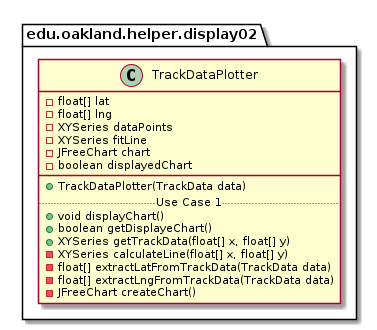 edu.oakland.helper.display02
C TrackDataPlotter
float[] lat
float[] lng
XYSeries dataPoints
XYSeries fitLine
JFreeChart chart
boolean displayedChart
TrackDataPlotter(TrackData data)
Use Case 1
void displayChart()
boolean getDisplayeChart()
XYSeries getTrackData(float[] x, float[] y)
XYSeries calculateLine(float[] x, float[] y)
float[] extractLatFromTrackData(TrackData data)
float[] extractLngFromTrackData(TrackData data)
JFreeChart createChart()